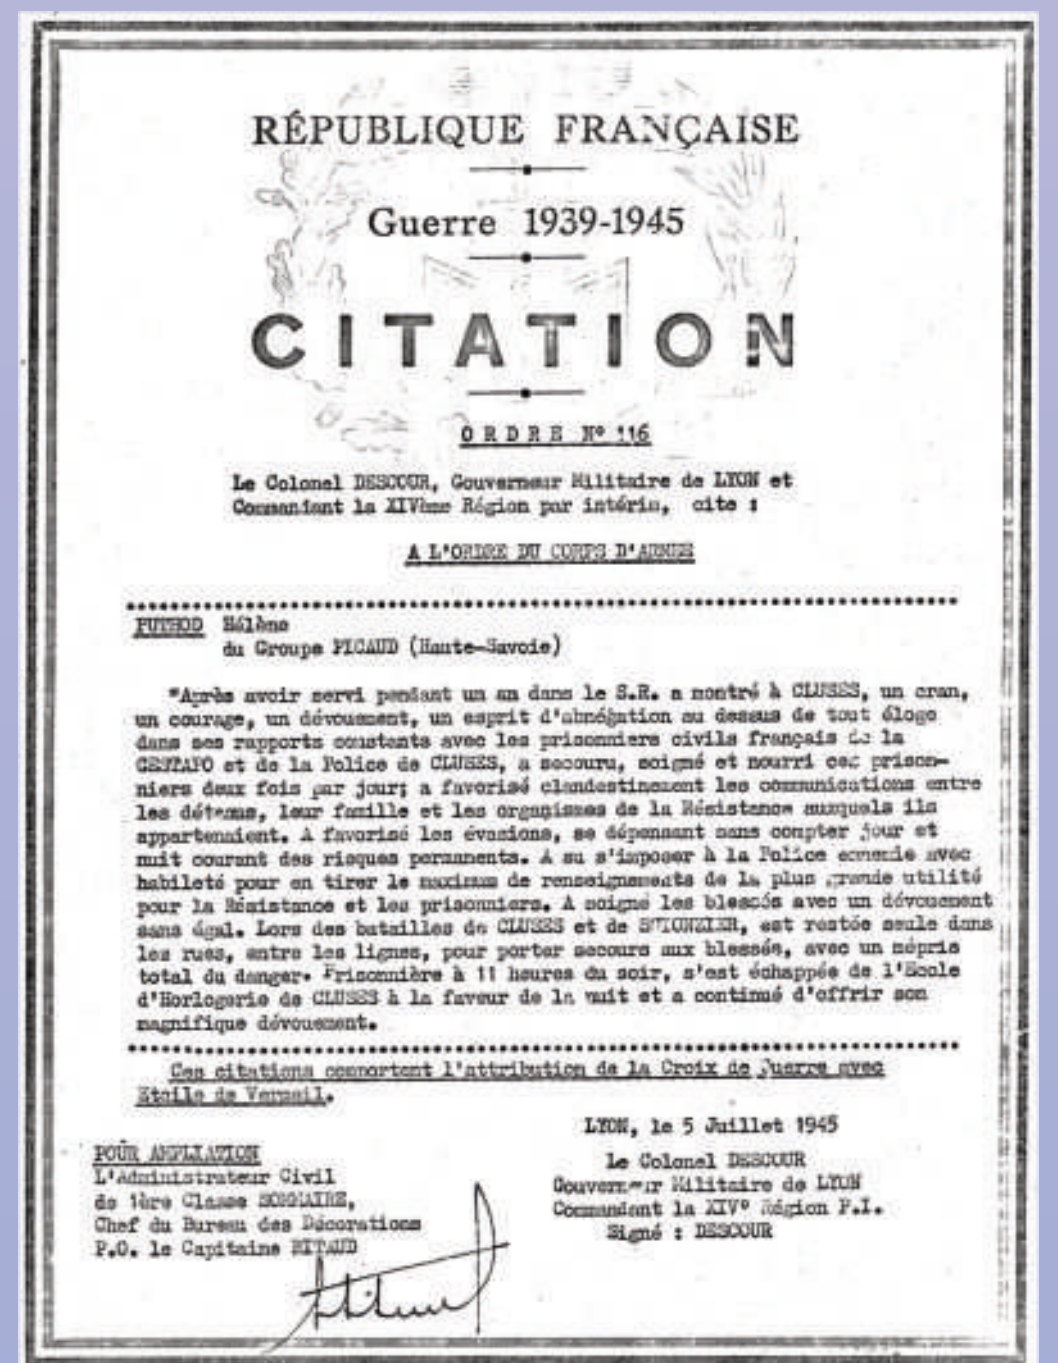 RÉPUBLIQUE FRANÇAISE
Guerre 1939-1945
CITATION
ORDRE N° 116
Le Colonel DESCOUR, Gouverneur Militaire de LYON et
Commandant la XIVème Région par intérim, cite :
A L'ORDRE DU CORPS D'ARMEE
PUTHOD Hélène
du Groupe PICAUD (Haute-Savoie)
"Après avoir servi pendant un an dans le S.R. a montré à CLUSES, un cran,
un courage, un dévouement, un esprit d'abnégation au dessus de tout éloge
dans ses rapports constants avec les prisonniers civils français de la
GESTAPO et de la Police de CLUSES, a secouru, soigné et nourri ces prison-
niers deux fois par jour; a favorisé clandestinement les communications entre
les détenus, leur famille et les organismes de la Résistance auxquels ils
appartenaient. A favorisé les évasions, se dépensant sans compter jour et
nuit courant des risques permanents. A su s'imposer à la Police ennemie avec
habileté pour en tirer le maximum de renseignements de la plus grande utilité
pour la Résistance et les prisonniers. A soigné les blessés avec un dévouement
sans égal. Lors des batailles de CLUSES et de SCIONZIER, est restée seule dans
les rues, entre les lignes, pour porter secours aux blessés, avec un mépris
total du danger. Prisonnière à 11 heures du soir, s'est échappée de l'Ecole
d'Horlogerie de CLUSES à la faveur de la nuit et a continué d'offrir son
magnifique dévouement.
Ces citations comportent l'attribution de la Croix de Guerre avec
Etoile de Vermeil.
LYON, le 5 Juillet 1945
Le Colonel DESCOUR
Gouverneur Militaire de LYON
Commandant la XIV° Région P.I.
Signé : DESCOUR
POUR AMPLIATION
L'Administrateur Civil
de 1ère Classe SOMMAIRE,
Chef du Bureau des Décorations
P.O. le Capitaine RITAUD